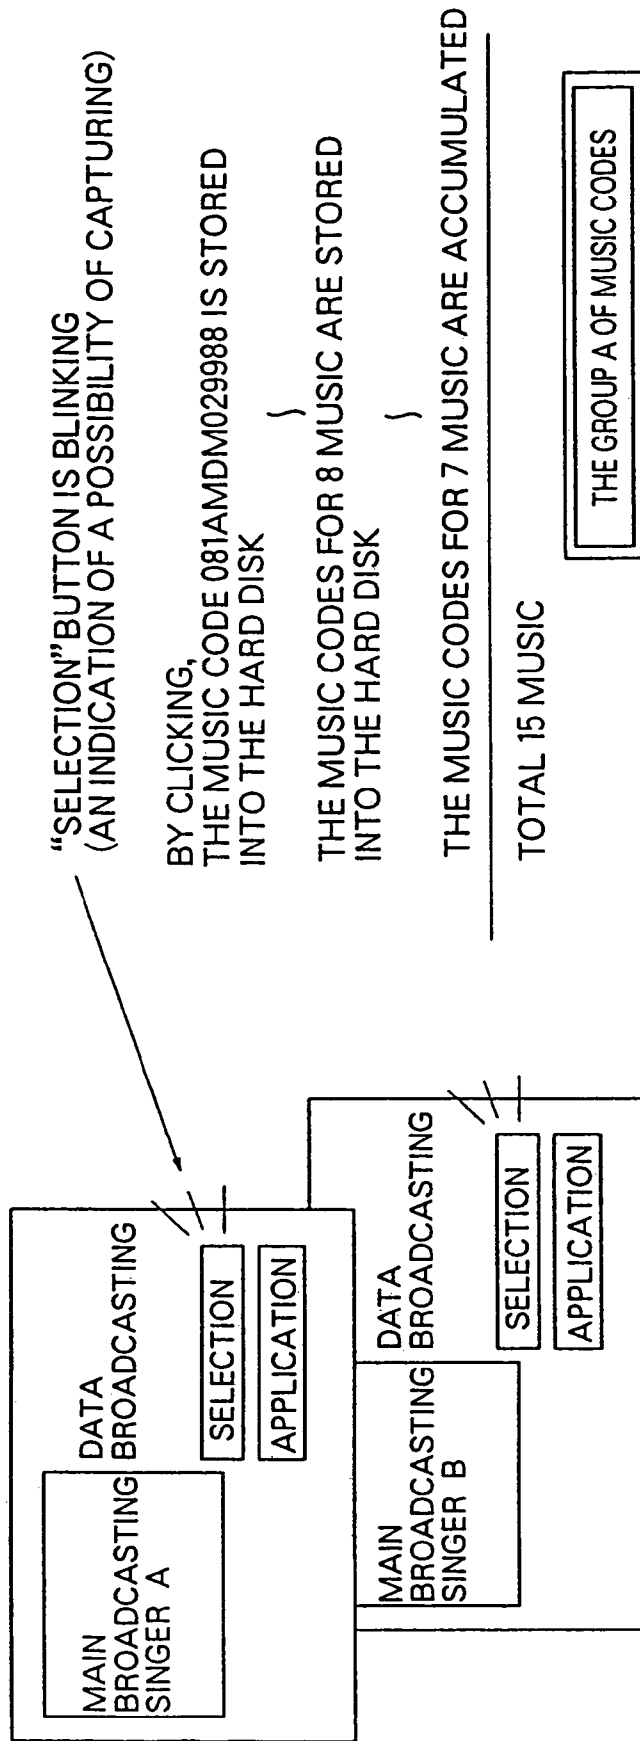 MAIN
BROADCASTING
SINGER A
DATA
BROADCASTING
SELECTION
APPLICATION
MAIN
BROADCASTING
SINGER B
DATA
BROADCASTING
SELECTION
APPLICATION
“SELECTION” BUTTON IS BLINKING
(AN INDICATION OF A POSSIBILITY OF CAPTURING)
BY CLICKING,
THE MUSIC CODE 081AMDM029988 IS STORED
INTO THE HARD DISK
THE MUSIC CODES FOR 8 MUSIC ARE STORED
INTO THE HARD DISK
THE MUSIC CODES FOR 7 MUSIC ARE ACCUMULATED
TOTAL 15 MUSIC
THE GROUP A OF MUSIC CODES